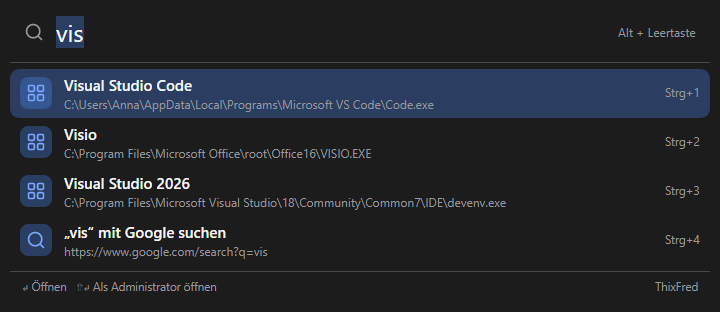 vis
Alt + Leertaste
Visual Studio Code
C:\Users\Anna\AppData\Local\Programs\Microsoft VS Code\Code.exe
Strg+1
Visio
C:\Program Files\Microsoft Office\root\Office16\VISIO.EXE
Strg+2
Visual Studio 2026
C:\Program Files\Microsoft Visual Studio\18\Community\Common7\IDE\devenv.exe
Strg+3
„vis“ mit Google suchen
https://www.google.com/search?q=vis
Strg+4
↲ Öffnen ⇧↲ Als Administrator öffnen
ThixFred